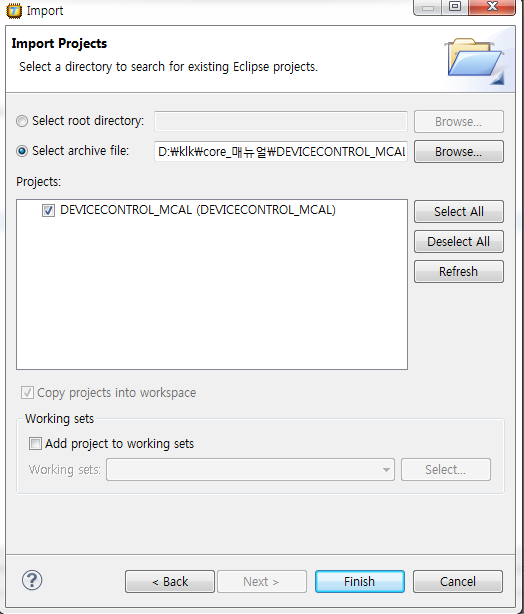 Import
Import Projects
Select a directory to search for existing Eclipse projects.
Select root directory:
Browse...
Select archive file:
D:₩klk₩core_매뉴얼₩DEVICECONTROL_MCAL
Browse...
Projects:
DEVICECONTROL_MCAL (DEVICECONTROL_MCAL)
Select All
Deselect All
Refresh
Copy projects into workspace
Working sets
Add project to working sets
Working sets:
Select...
?
< Back
Next >
Finish
Cancel